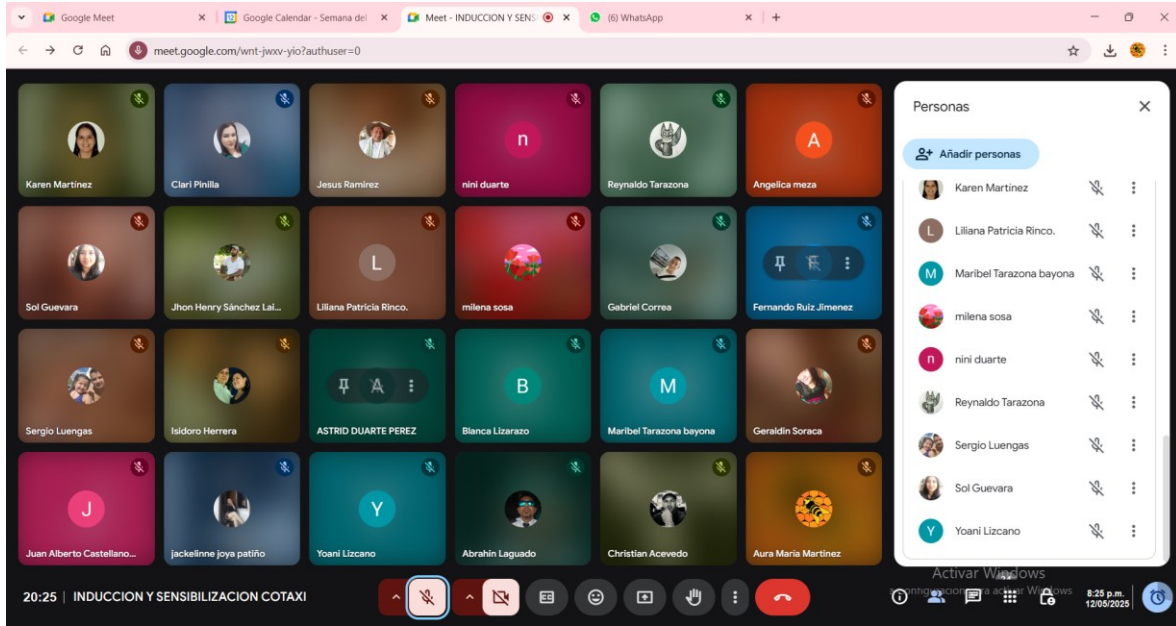 Google Meet
Google Calendar - Semana del
Meet - INDUCCION Y SENSI
(6) WhatsApp
meet.google.com/wnt-jwxv-yio?authuser=0
Karen Martínez
Clari Pinilla
Jesus Ramirez
n
nini duarte
Reynaldo Tarazona
A
Angelica meza
Sol Guevara
Jhon Henry Sánchez Lai...
L
Liliana Patricia Rinco.
milena sosa
Gabriel Correa
F
Fernando Ruiz Jimenez
Sergio Luengas
Isidoro Herrera
A
ASTRID DUARTE PEREZ
B
Blanca Lizarazo
M
Maribel Tarazona bayona
Geraldin Soraca
J
Juan Alberto Castellano...
jackelinne joya patiño
Y
Yoani Lizcano
Abrahin Laguado
Christian Acevedo
Aura María Martinez
Personas
Añadir personas
Karen Martínez
L Liliana Patricia Rinco.
M Maribel Tarazona bayona
milena sosa
n nini duarte
Reynaldo Tarazona
Sergio Luengas
Sol Guevara
Y Yoani Lizcano
Activar Windows
20:25 | INDUCCION Y SENSIBILIZACION COTAXI
CC
8:25 p.m.
12/05/2025